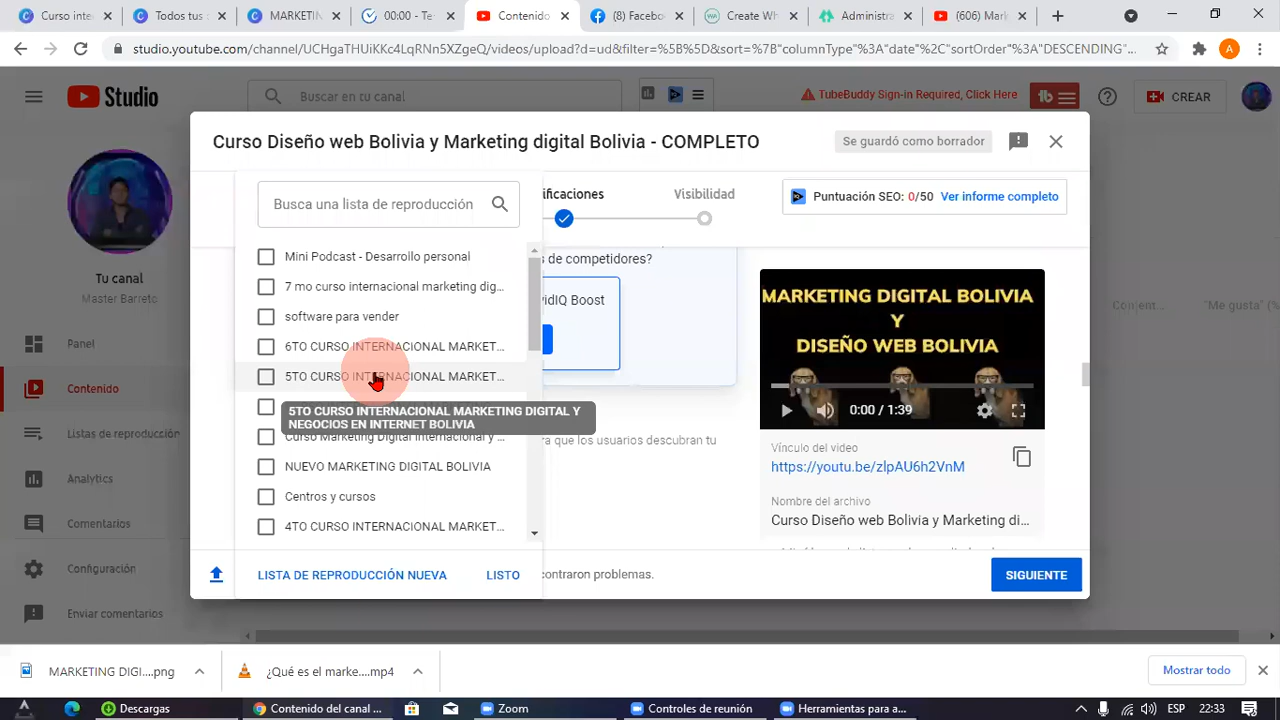 Curso inter
Todos tus
MARKETING
00:00 - Te
Contenido
(8) Faceboo
Create Wh
Administra
(606) Mark
studio.youtube.com/channel/UCHgaTHUiKKc4LqRNn5XZgeQ/videos/upload?d=ud&filter=%5B%5D&sort=%7B"columnType"%3A"date"%2C"sortOrder"%3A"DESCENDING"...
A
Studio
Buscar en tu canal
TubeBuddy Sign-in Required, Click Here
CREAR
Curso Diseño web Bolivia y Marketing digital Bolivia - COMPLETO
Se guardó como borrador
Busca una lista de reproducción
ificaciones
Visibilidad
Puntuación SEO: 0/50 Ver informe completo
Mini Podcast - Desarrollo personal
7 mo curso internacional marketing dig...
software para vender
6TO CURSO INTERNACIONAL MARKET...
5TO CURSO INTERNACIONAL MARKET...
5TO CURSO INTERNACIONAL MARKETING DIGITAL Y
NEGOCIOS EN INTERNET BOLIVIA
Curso Marketing Digital Internacional y ...
NUEVO MARKETING DIGITAL BOLIVIA
Centros y cursos
4TO CURSO INTERNACIONAL MARKET...
LISTA DE REPRODUCCIÓN NUEVA
LISTO
s de competidores?
vidIQ Boost
ra que los usuarios descubran tu
MARKETING DIGITAL BOLIVIA
Y
DISEÑO WEB BOLIVIA
0:00 / 1:39
Vínculo del video
https://youtu.be/zlpAU6h2VnM
Nombre del archivo
Curso Diseño web Bolivia y Marketing di...
contraron problemas.
SIGUIENTE
Tu canal
Master Barreto
Panel
Contenido
Listas de reproducción
Analytics
Comentarios
Configuración
Enviar comentarios
Coment...
"Me gusta" (%
MARKETING DIGI....png
¿Qué es el marke....mp4
Mostrar todo
Descargas
Contenido del canal ...
Zoom
Controles de reunión
Herramientas para a...
ESP
22:33